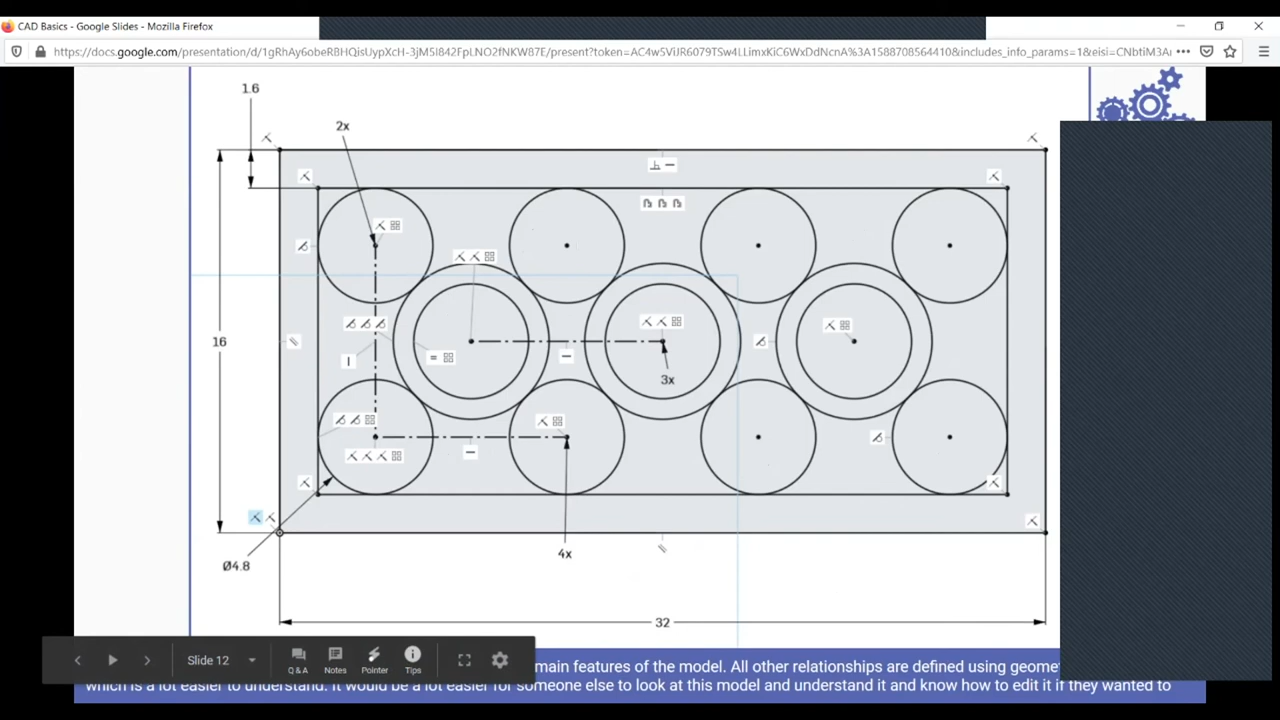 CAD Basics - Google Slides - Mozilla Firefox
https://docs.google.com/presentation/d/1gRhAy6obeR8HQisUypXcH-3jM5I842FpLNO2fNKW87E/present?token=AC4w5ViJR6079TSw4LLimxKiC6WxDdNcnA%3A1588708564410&includes_info_params=1&eisi=CNbtiM3Ar
1.6
2x
16
3x
Ø4.8
4x
32
Slide 12
Q & A
Notes
Pointer
Tips
main features of the model. All other relationships are defined using geome
which is a lot easier to understand. It would be a lot easier for someone else to look at this model and understand it and know how to edit it if they wanted to